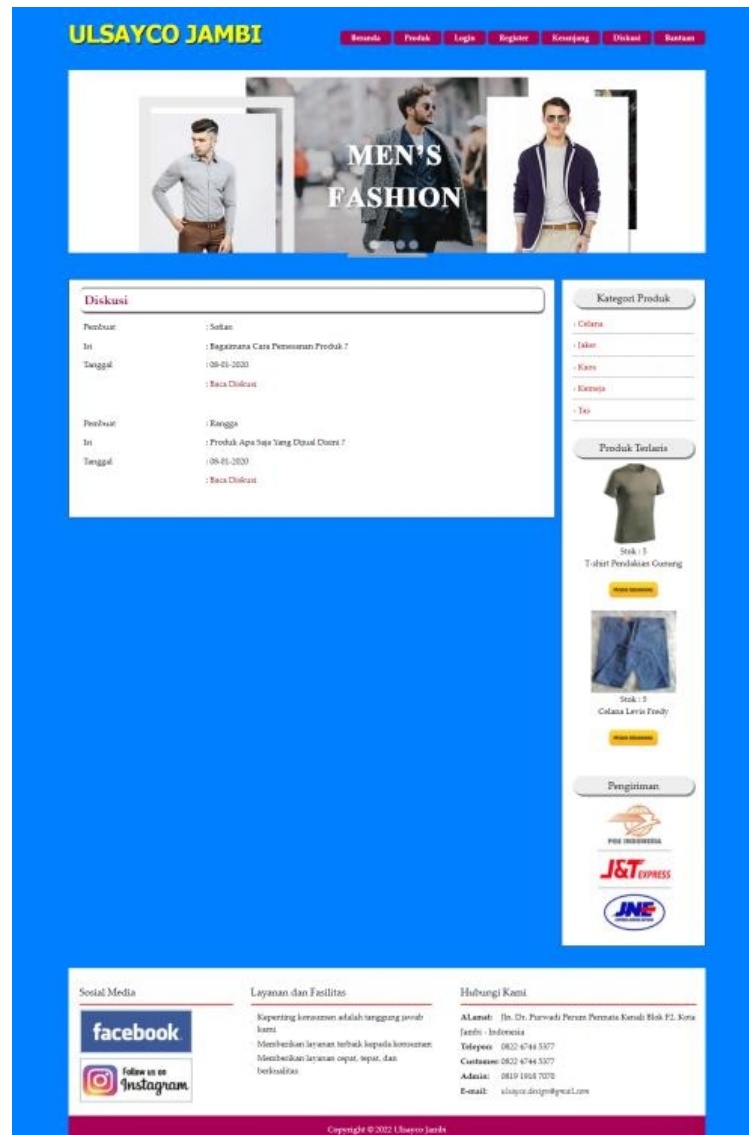 ULSAYCO JAMBI
Beranda Produk Login Register Keranjang Diskusi Bantuan
MEN'S
FASHION
Diskusi
Pembuat : Sofian
Isi : Bagaimana Cara Pemesanan Produk ?
Tanggal : 08-01-2020
: Baca Diskusi
Pembuat : Rangga
Isi : Produk Apa Saja Yang Dijual Disini ?
Tanggal : 08-01-2020
: Baca Diskusi
Kategori Produk
› Celana
› Jaket
› Kaos
› Kemeja
› Tas
Produk Terlaris
Stok : 5
T-shirt Pendakian Gunung
Stok : 5
Celana Levis Fredy
Pengiriman
POS INDONESIA
J&T EXPRESS
JNE
Sosial Media
facebook
Follow us on
Instagram
Layanan dan Fasilitas
Kepenting konsumen adalah tanggung jawab
kami
Memberikan layanan terbaik kepada konsumen
Memberikan layanan cepat, tepat, dan
berkualitas
Hubungi Kami
ALamat: Jln. Dr. Purwadi Perum Permata Kenali Blok F2. Kota
Jambi - Indonesia
Telepon: 0822 6744 5377
Customer: 0822 6744 5377
Admin: 0819 1918 7070
E-mail: ulsayco.design@gmail.com
Copyright © 2022 Ulsayco Jambi